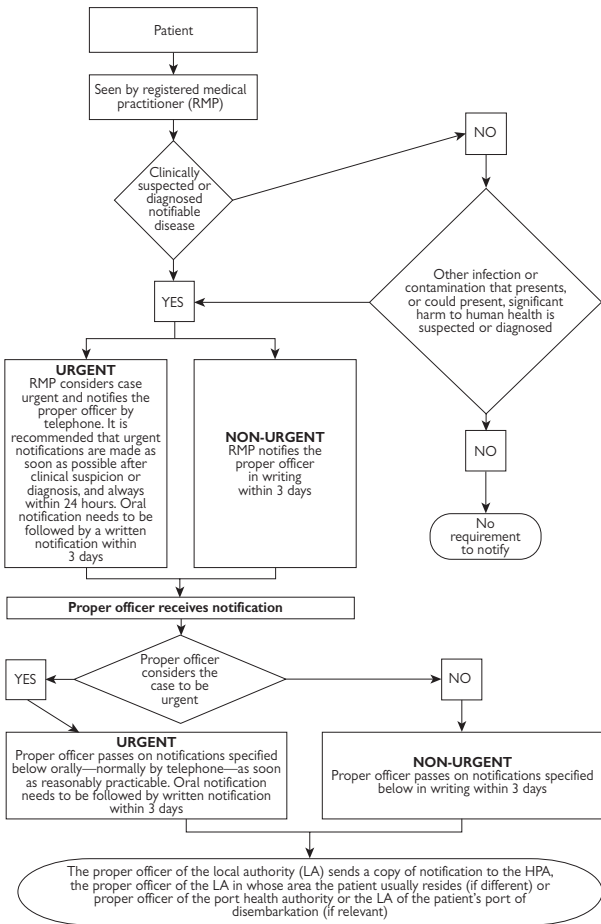 Patient
Seen by registered medical
practitioner (RMP)
NO
Clinically
suspected or
diagnosed
notifiable
disease
Other infection or
contamination that presents,
or could present, significant
harm to human health is
suspected or diagnosed
YES
URGENT
RMP considers case
urgent and notifies the
proper officer by
telephone. It is
recommended that urgent
notifications are made as
soon as possible after
clinical suspicion or
diagnosis, and always
within 24 hours. Oral
notification needs to be
followed by a written
notification within
3 days
NON-URGENT
RMP notifies the
proper officer
in writing
within 3 days
NO
No
requirement
to notify
Proper officer receives notification
Proper officer
considers the
case to be
urgent
YES
NO
URGENT
Proper officer passes on notifications specified
below orally—normally by telephone—as soon
as reasonably practicable. Oral notification
needs to be followed by written notification
within 3 days
NON-URGENT
Proper officer passes on notifications specified
below in writing within 3 days
The proper officer of the local authority (LA) sends a copy of notification to the HPA,
the proper officer of the LA in whose area the patient usually resides (if different) or
proper officer of the port health authority or the LA of the patient’s port of
disembarkation (if relevant)